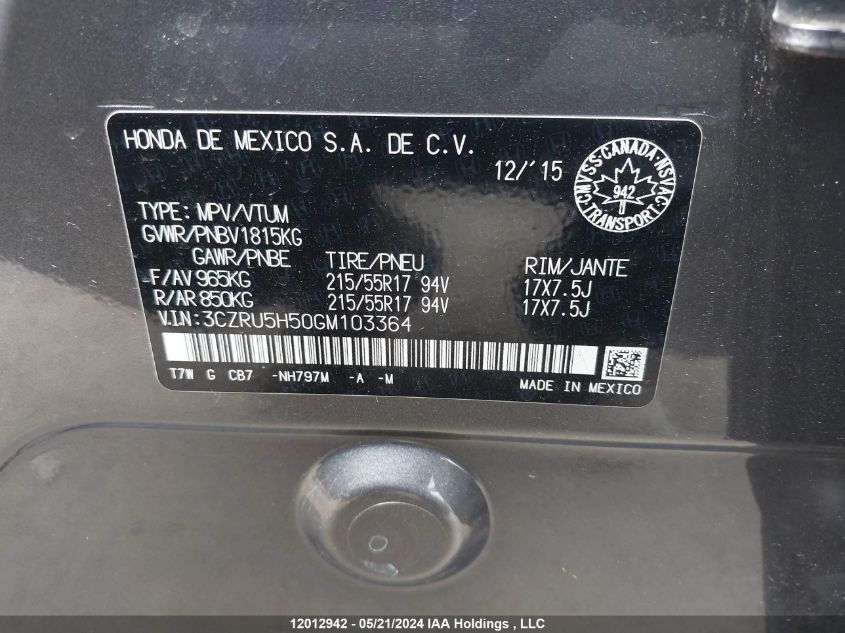 HONDA DE MEXICO S.A. DE C.V.
12/'15
CMVSS·CANADA·NSVAC·
942
TRANSPORT
TYPE: MPV/VTUM
GVWR/PNBV1815KG
GAWR/PNBE TIRE/PNEU RIM/JANTE
F/AV 965KG 215/55R17 94V 17X7.5J
R/AR 850KG 215/55R17 94V 17X7.5J
V.IN: 3CZRU5H50GM103364
T7W G CB7 -NH797M -A -M MADE IN MEXICO
12012942 - 05/21/2024 IAA Holdings , LLC